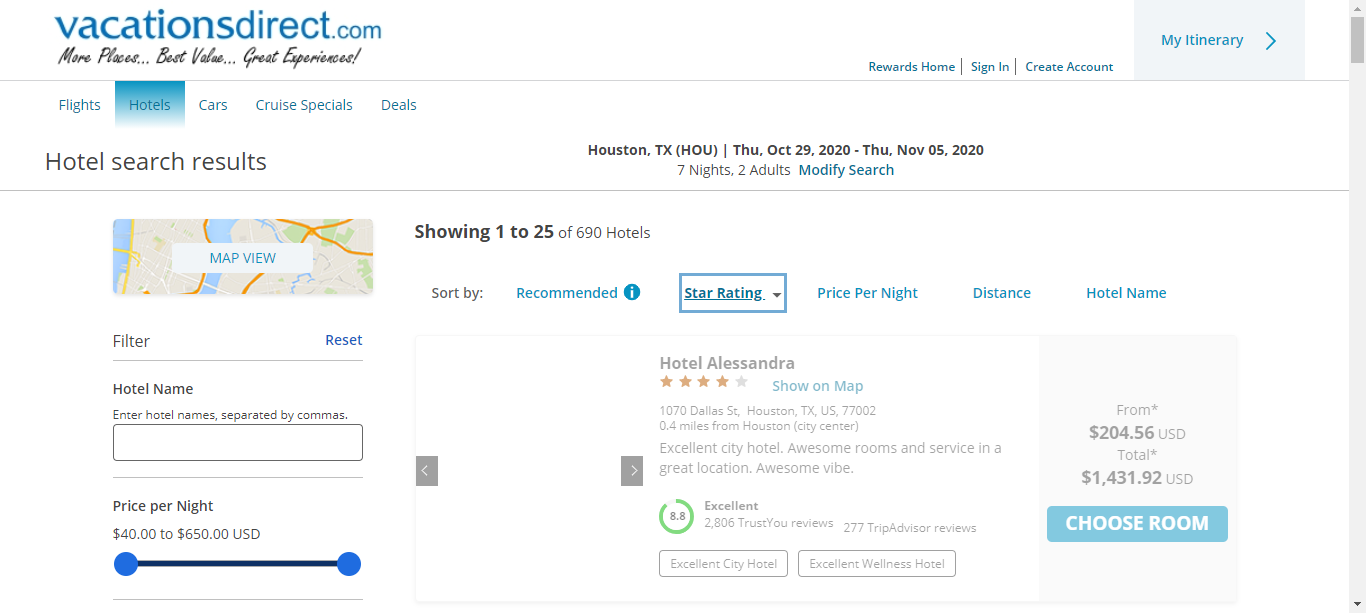 vacationsdirect.com
More Places... Best Value... Great Experiences!
My Itinerary
Rewards Home
Sign In
Create Account
Flights
Hotels
Cars
Cruise Specials
Deals
Hotel search results
Houston, TX (HOU) | Thu, Oct 29, 2020 - Thu, Nov 05, 2020
7 Nights, 2 Adults Modify Search
MAP VIEW
Filter
Reset
Hotel Name
Enter hotel names, separated by commas.
Price per Night
$40.00 to $650.00 USD
Showing 1 to 25 of 690 Hotels
Sort by:
Recommended
Star Rating
Price Per Night
Distance
Hotel Name
Hotel Alessandra
Show on Map
1070 Dallas St, Houston, TX, US, 77002
0.4 miles from Houston (city center)
Excellent city hotel. Awesome rooms and service in a
great location. Awesome vibe.
8.8
Excellent
2,806 TrustYou reviews
277 TripAdvisor reviews
Excellent City Hotel
Excellent Wellness Hotel
From*
$204.56 USD
Total*
$1,431.92 USD
CHOOSE ROOM